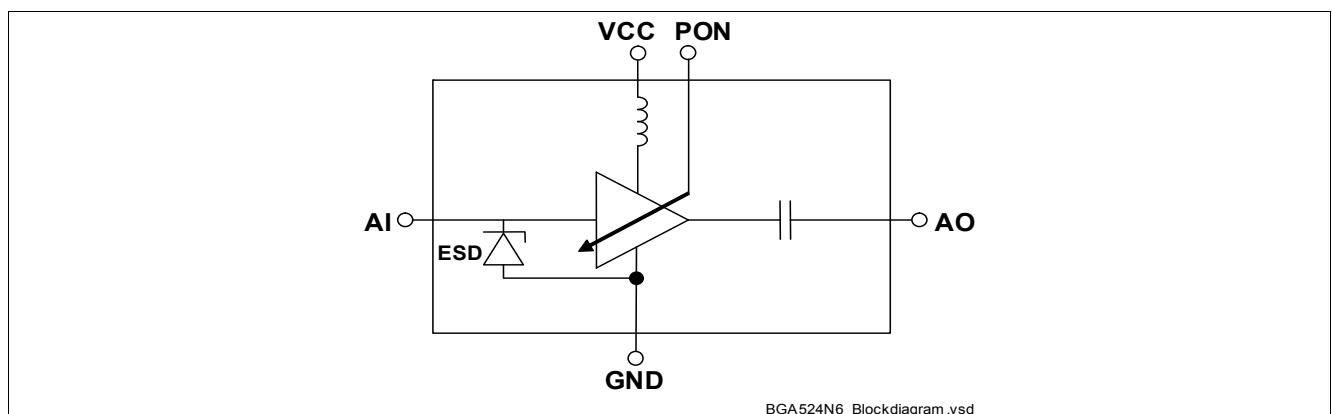 VCC PON
AI
ESD
AO
GND
BGA524N6_Blockdiagram.vsd